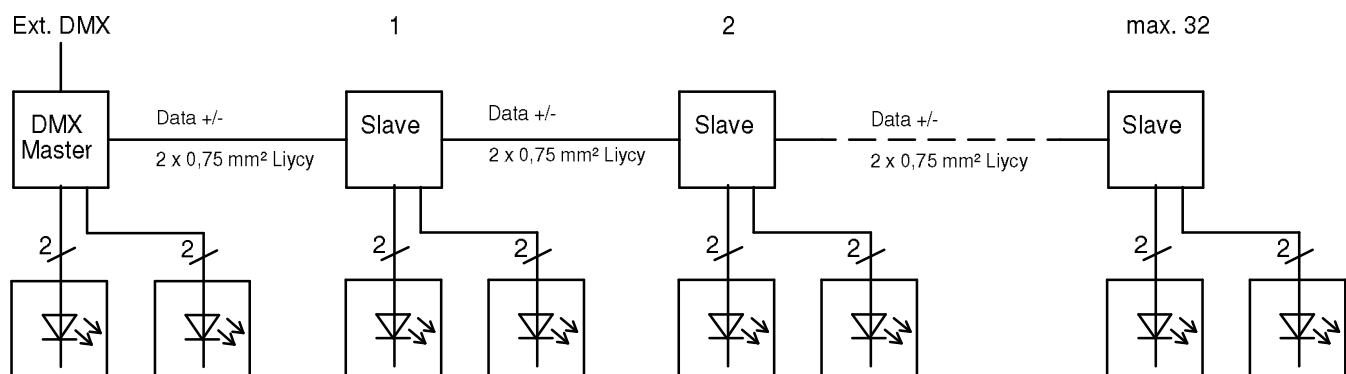 Ext. DMX
1
2
max. 32
DMX
Master
Data +/-
2 x 0,75 mm² Liycy
Slave
Data +/-
2 x 0,75 mm² Liycy
Slave
Data +/-
2 x 0,75 mm² Liycy
Slave
2
2
2
2
2
2
2
2